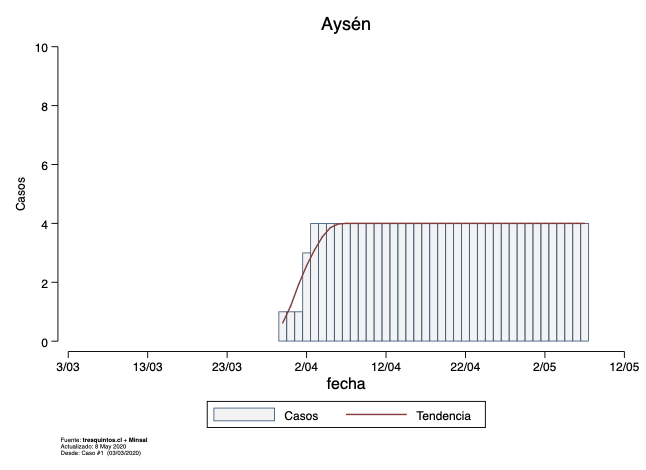 Aysén
10
8
6
4
2
0
Casos
3/03 13/03 23/03 2/04 12/04 22/04 2/05 12/05
fecha
Casos Tendencia
Fuente: tresquintos.cl + Minsal
Actualizado: 8 May 2020
Desde: Caso #1 (03/03/2020)